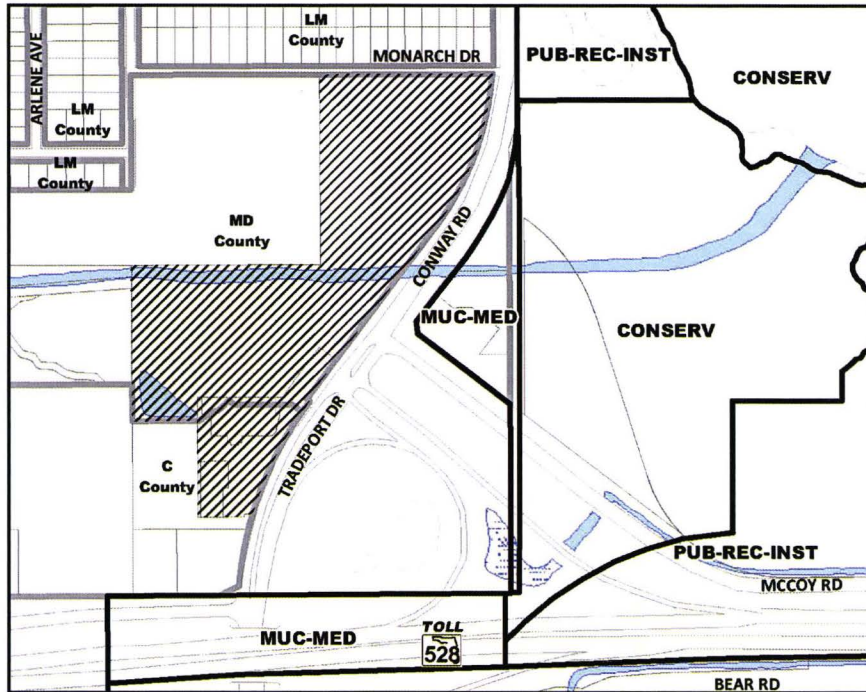 LM
County
MONARCH DR
ARLENE AVE
PUB-REC-INST
CONSERV
LM
County
LM
County
MD
County
CONWAY RD
MUC-MED
CONSERV
TRADEPORT DR
C
County
PUB-REC-INST
MCCOY RD
MUC-MED
TOLL
528
BEAR RD